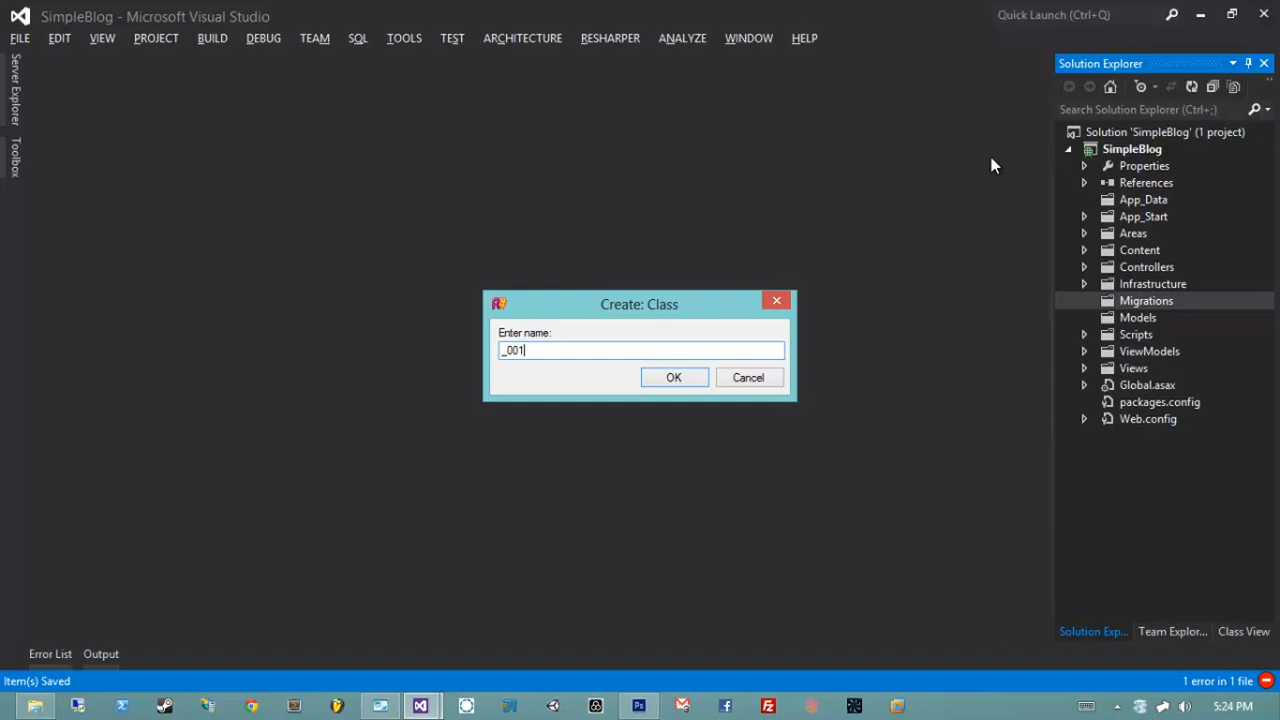 SimpleBlog - Microsoft Visual Studio
Quick Launch (Ctrl+Q)
FILE EDIT VIEW PROJECT BUILD DEBUG TEAM SQL TOOLS TEST ARCHITECTURE RESHARPER ANALYZE WINDOW HELP
Server Explorer
Toolbox
Solution Explorer
Search Solution Explorer (Ctrl+;)
Solution 'SimpleBlog' (1 project)
SimpleBlog
Properties
References
App_Data
App_Start
Areas
Content
Controllers
Infrastructure
Migrations
Models
Scripts
ViewModels
Views
Global.asax
packages.config
Web.config
Create: Class
Enter name:
_001
OK Cancel
Solution Exp... Team Explor... Class View
Error List Output
Item(s) Saved
1 error in 1 file
5:24 PM